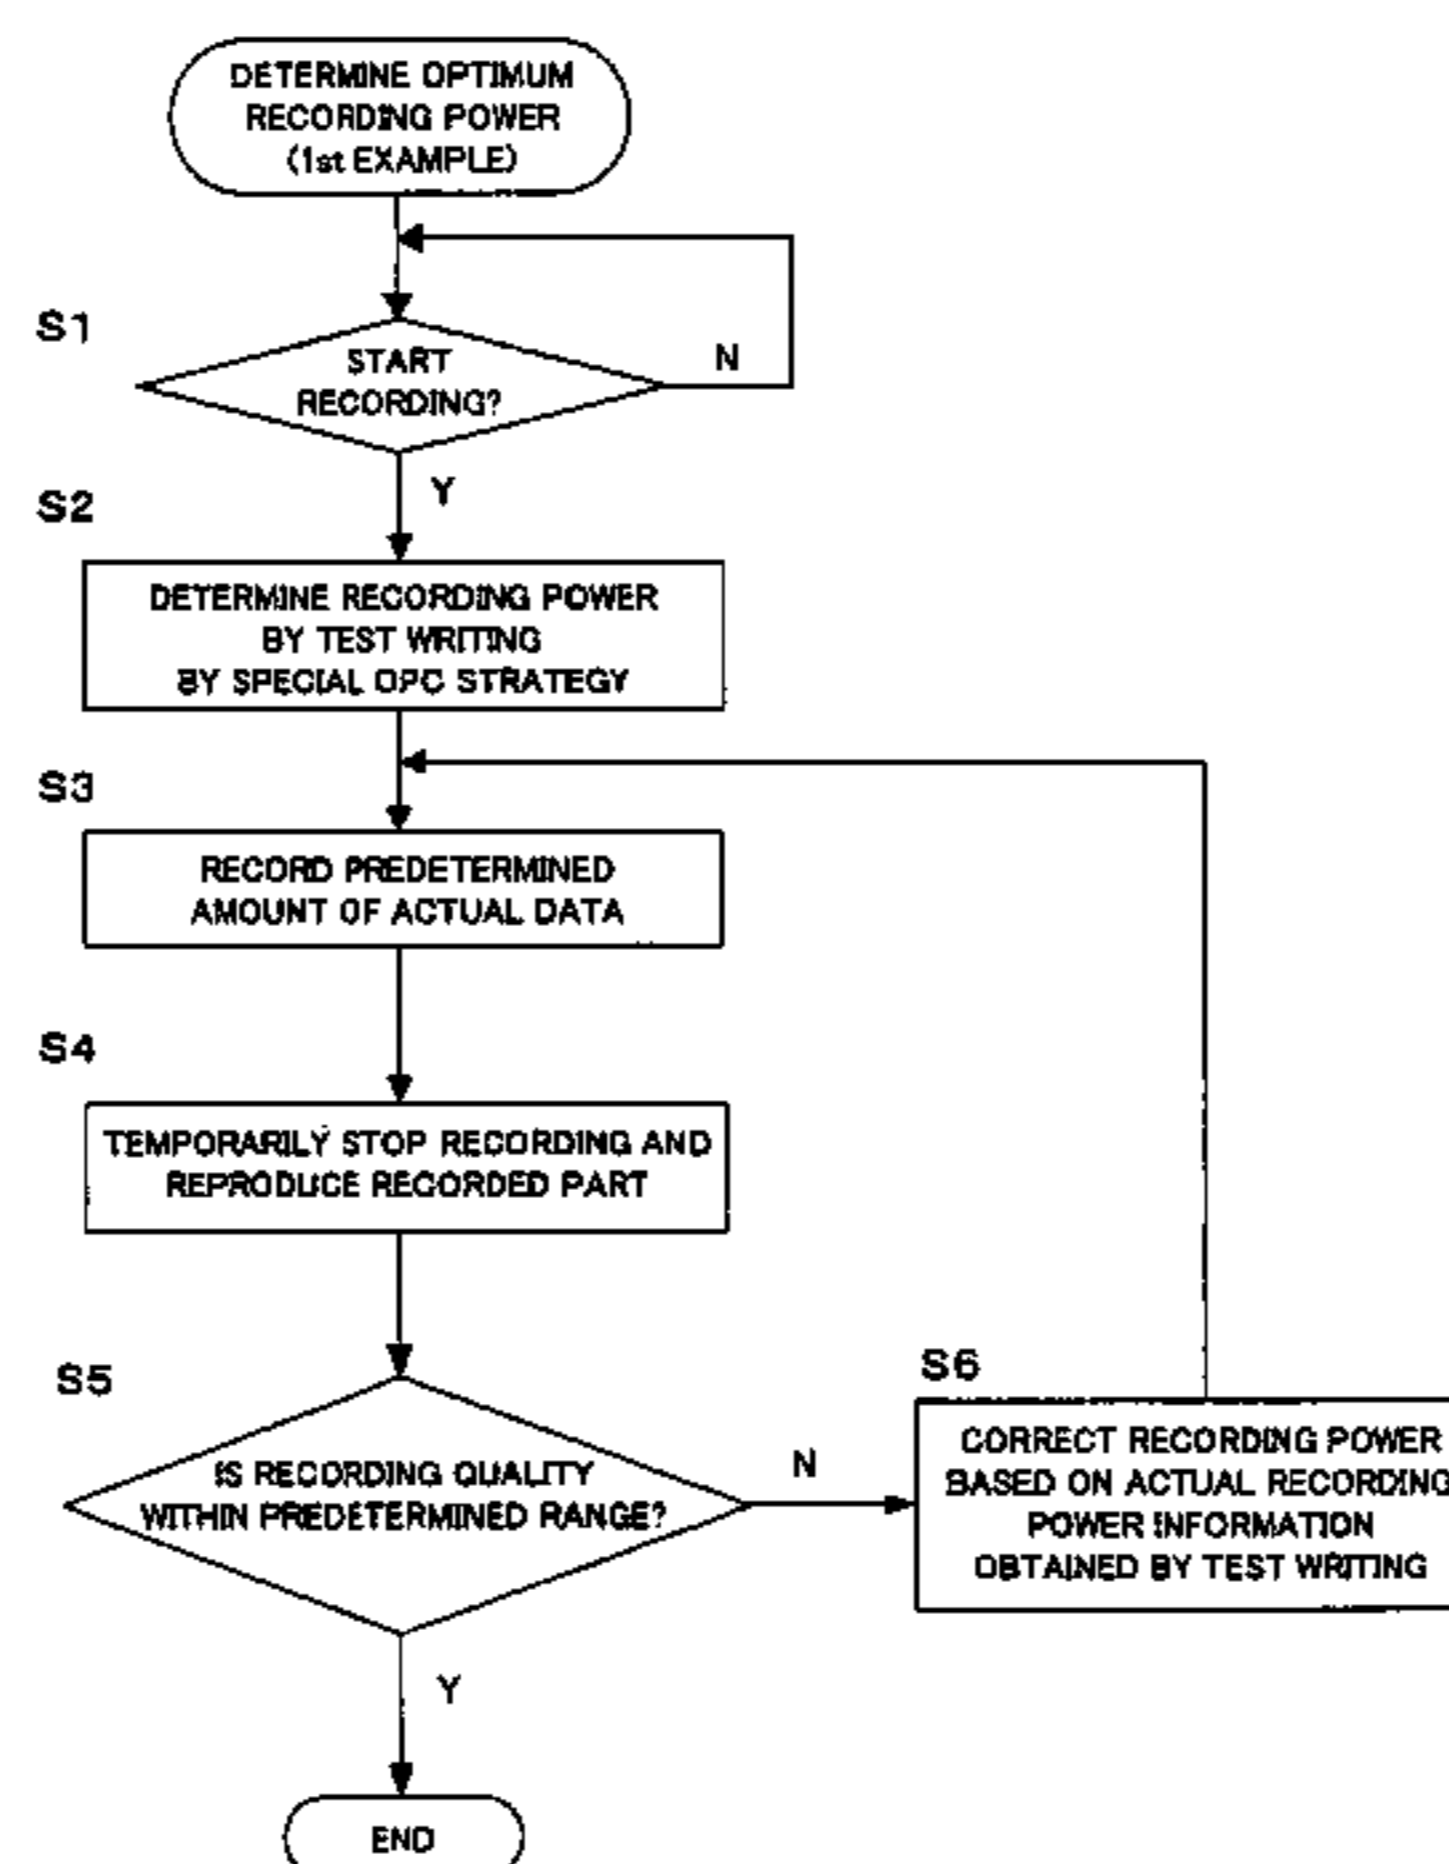 DETERMINE OPTIMUM
RECORDING POWER
(1st EXAMPLE)
S1
START
RECORDING?
N
Y
S2
DETERMINE RECORDING POWER
BY TEST WRITING
BY SPECIAL OPC STRATEGY
S3
RECORD PREDETERMINED
AMOUNT OF ACTUAL DATA
S4
TEMPORARILY STOP RECORDING AND
REPRODUCE RECORDED PART
S5
IS RECORDING QUALITY
WITHIN PREDETERMINED RANGE?
N
S6
CORRECT RECORDING POWER
BASED ON ACTUAL RECORDING
POWER INFORMATION
OBTAINED BY TEST WRITING
Y
END